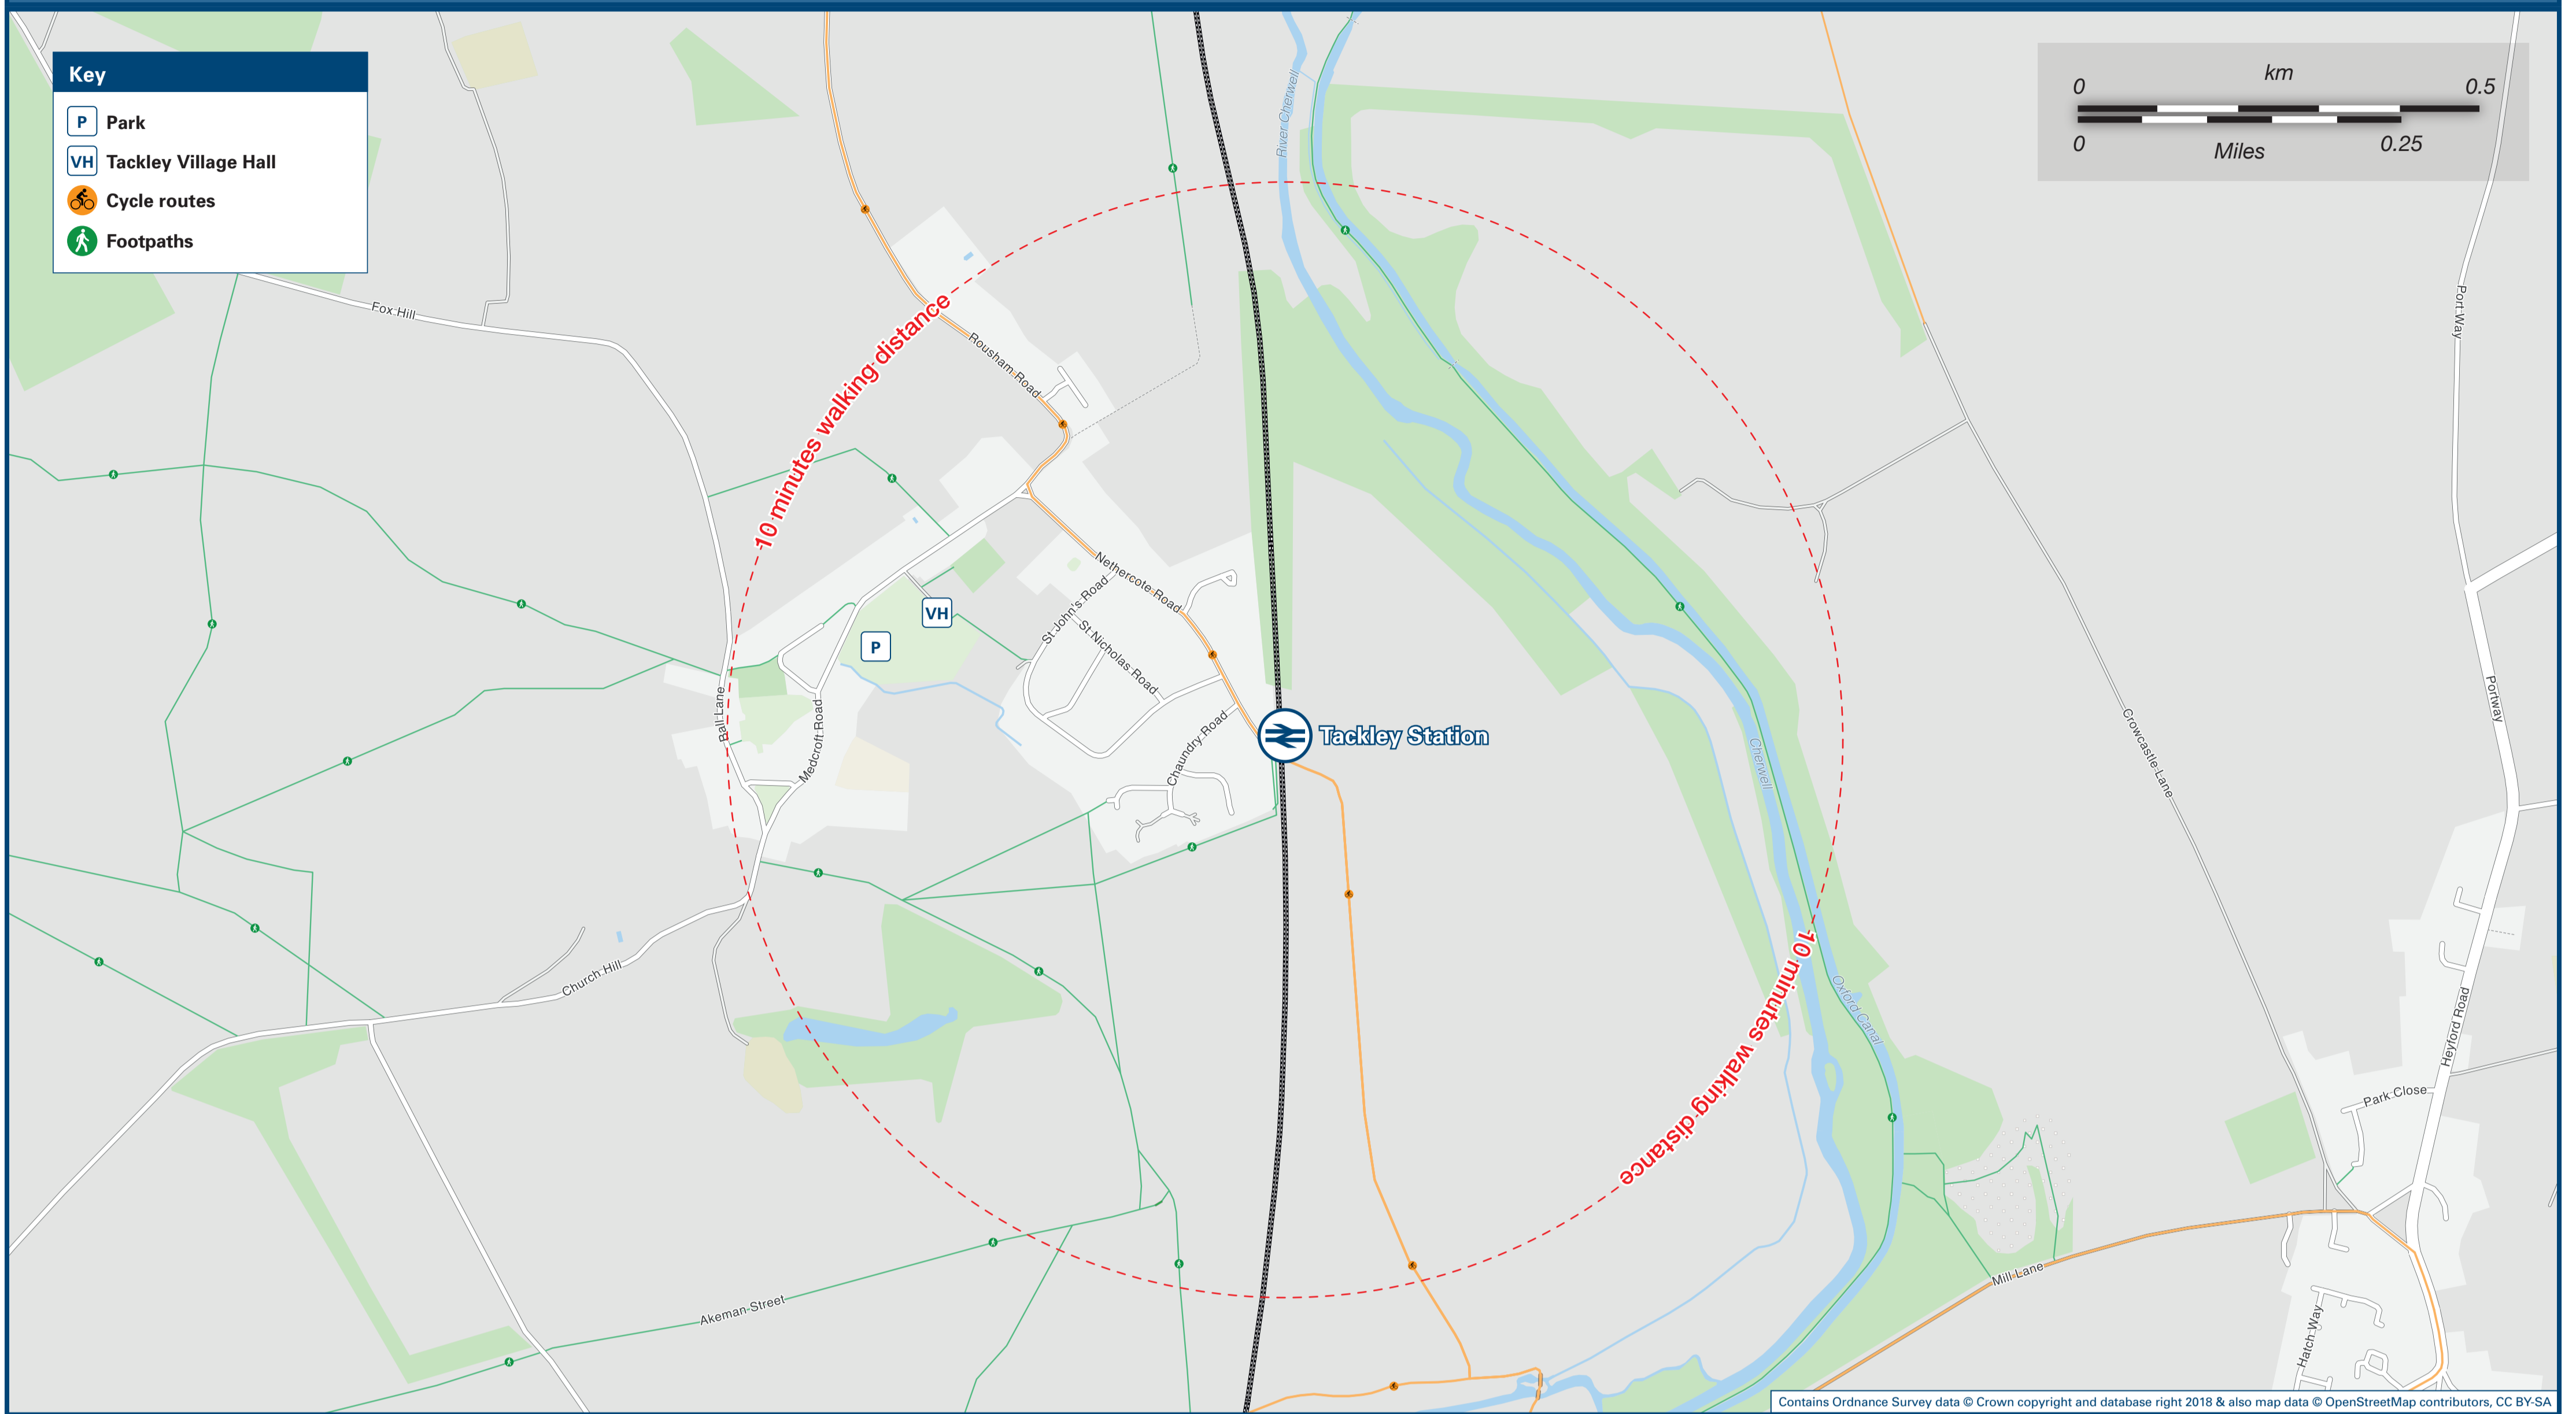 Key
P Park
VH Tackley Village Hall
Cycle routes
Footpaths
km
0 0.5
0 0.25
Miles
River Cherwell
Fox Hill
Port Way
10 minutes walking distance
Rousham Road
Nethercote Road
St John's Road
VH
P
St Nicholas Road
Ball Lane
Medcroft Road
Chaundry Road
Tackley Station
Cherwell
Crowcastle Lane
Portway
Church Hill
Oxford Canal
10 minutes walking distance
Heyford Road
Park Close
Akeman Street
Mill Lane
Hatch Way
Contains Ordnance Survey data © Crown copyright and database right 2018 & also map data © OpenStreetMap contributors, CC BY-SA